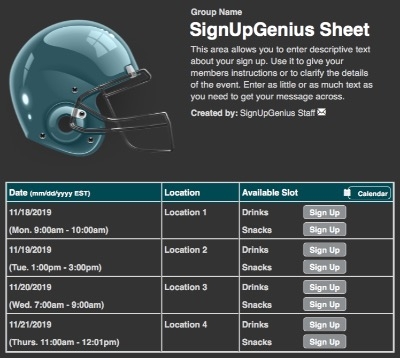 Group Name
SignUpGenius Sheet
This area allows you to enter descriptive text
about your sign up. Use it to give your
members instructions or to clarify the details
of the event. Enter as little or as much text as
you need to get your message across.
Created by: SignUpGenius Staff
Date (mm/dd/yyyy EST) Location Available Slot Calendar
11/18/2019 Location 1 Drinks Sign Up
(Mon. 9:00am - 10:00am) Snacks Sign Up
11/19/2019 Location 2 Drinks Sign Up
(Tue. 1:00pm - 3:00pm) Snacks Sign Up
11/20/2019 Location 3 Drinks Sign Up
(Wed. 7:00am - 9:00am) Snacks Sign Up
11/21/2019 Location 4 Drinks Sign Up
(Thurs. 11:00am - 12:01pm) Snacks Sign Up